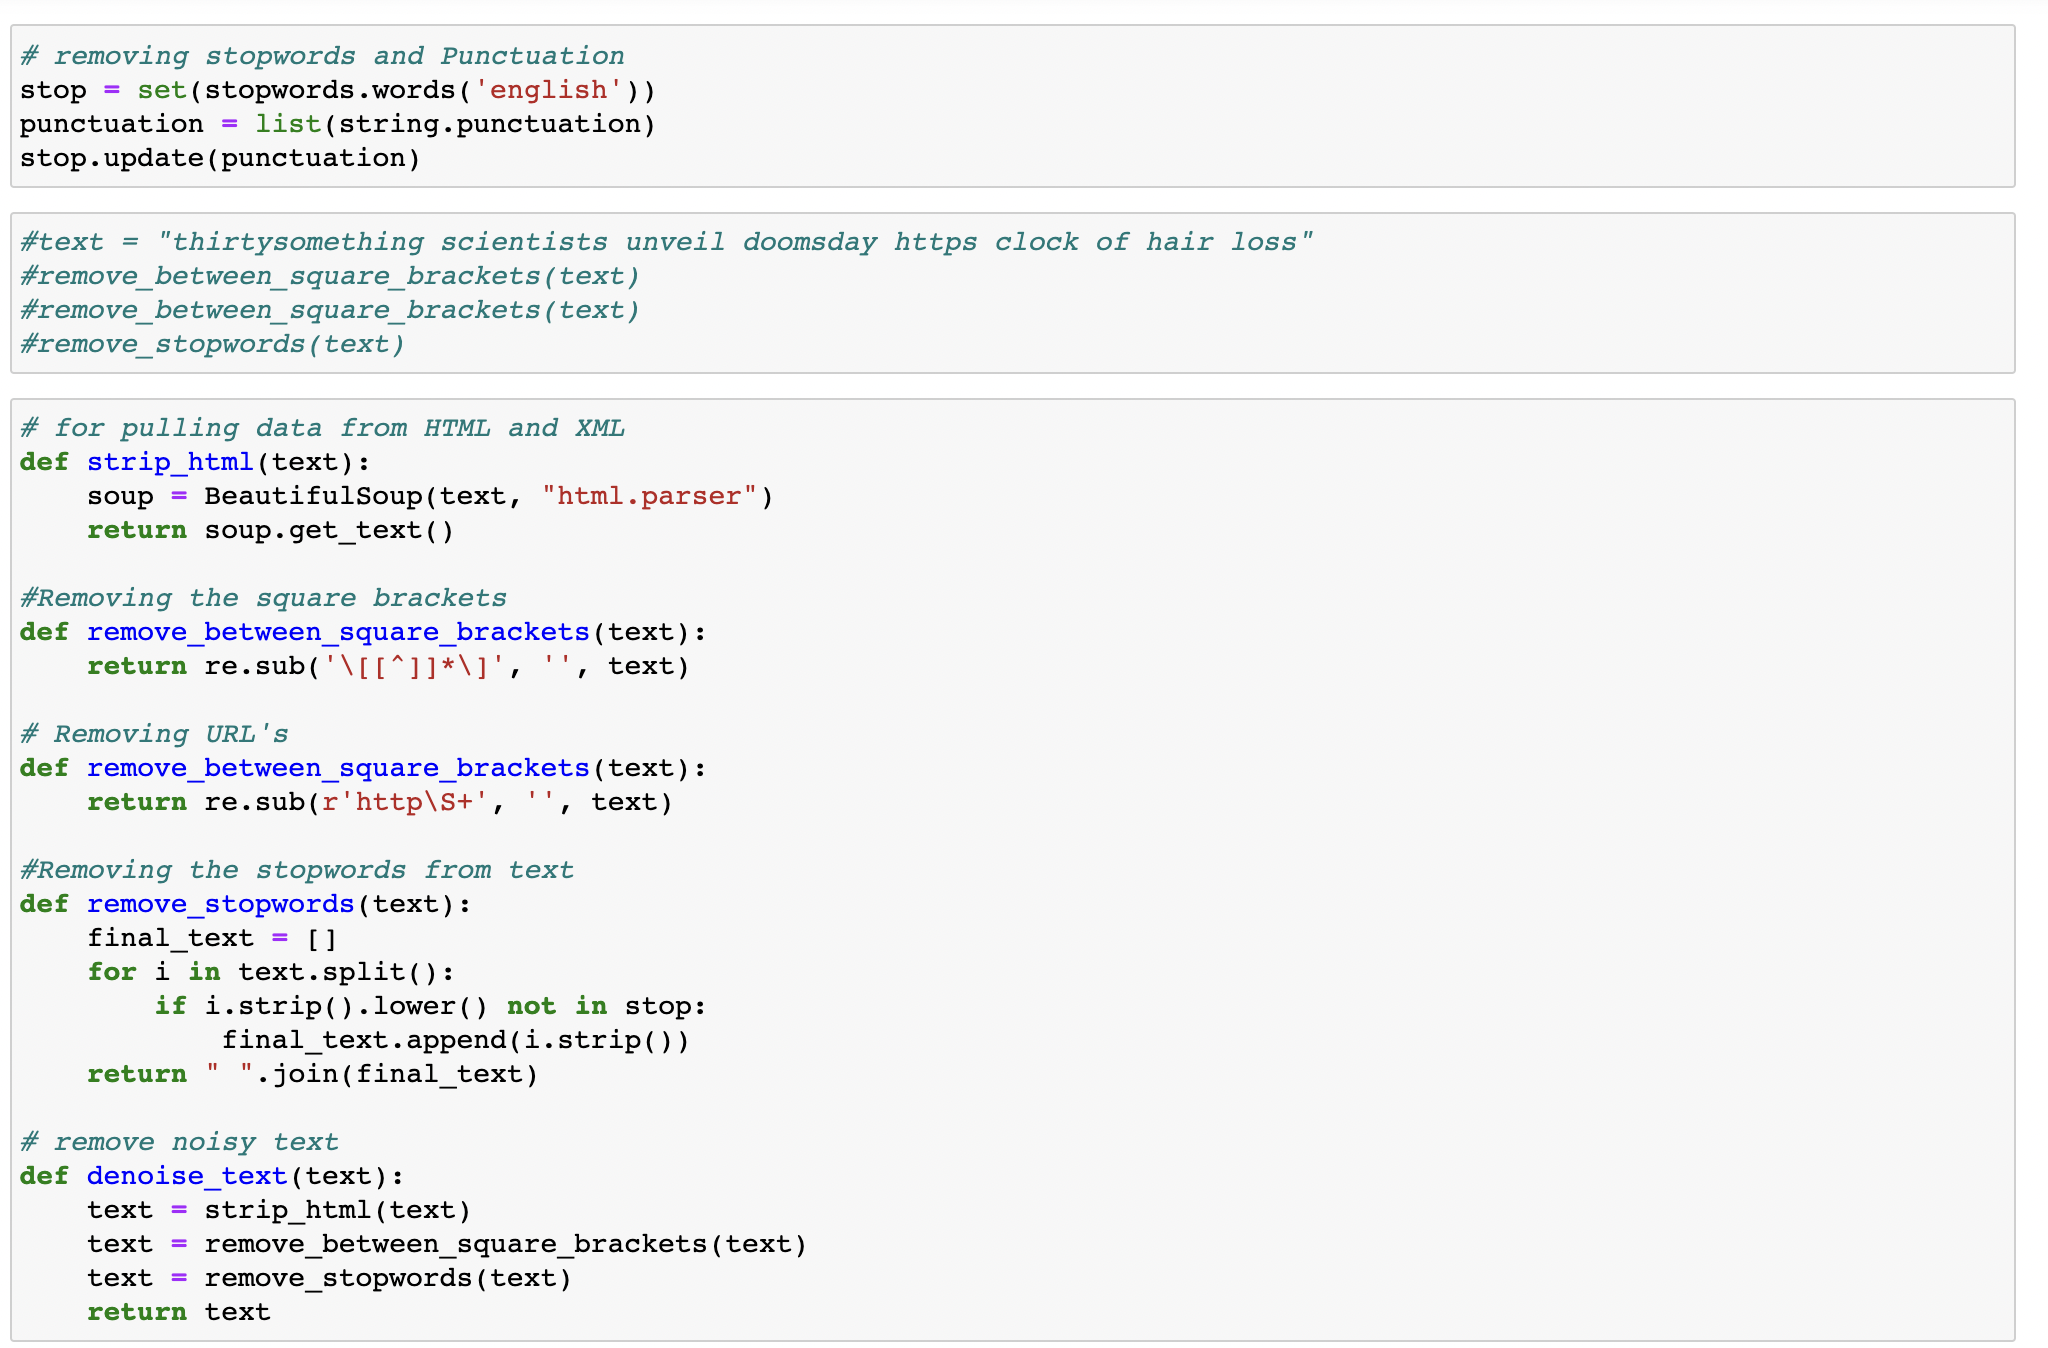 # removing stopwords and Punctuation
stop = set(stopwords.words('english'))
punctuation = list(string.punctuation)
stop.update(punctuation)
#text = "thirtysomething scientists unveil doomsday https clock of hair loss"
#remove_between_square_brackets(text)
#remove_between_square_brackets(text)
#remove_stopwords(text)
# for pulling data from HTML and XML
def strip_html(text):
    soup = BeautifulSoup(text, "html.parser")
    return soup.get_text()
#Removing the square brackets
def remove_between_square_brackets(text):
    return re.sub('\[[^]]*\]', '', text)
# Removing URL's
def remove_between_square_brackets(text):
    return re.sub(r'http\S+', '', text)
#Removing the stopwords from text
def remove_stopwords(text):
    final_text = []
    for i in text.split():
        if i.strip().lower() not in stop:
            final_text.append(i.strip())
    return " ".join(final_text)
# remove noisy text
def denoise_text(text):
    text = strip_html(text)
    text = remove_between_square_brackets(text)
    text = remove_stopwords(text)
    return text